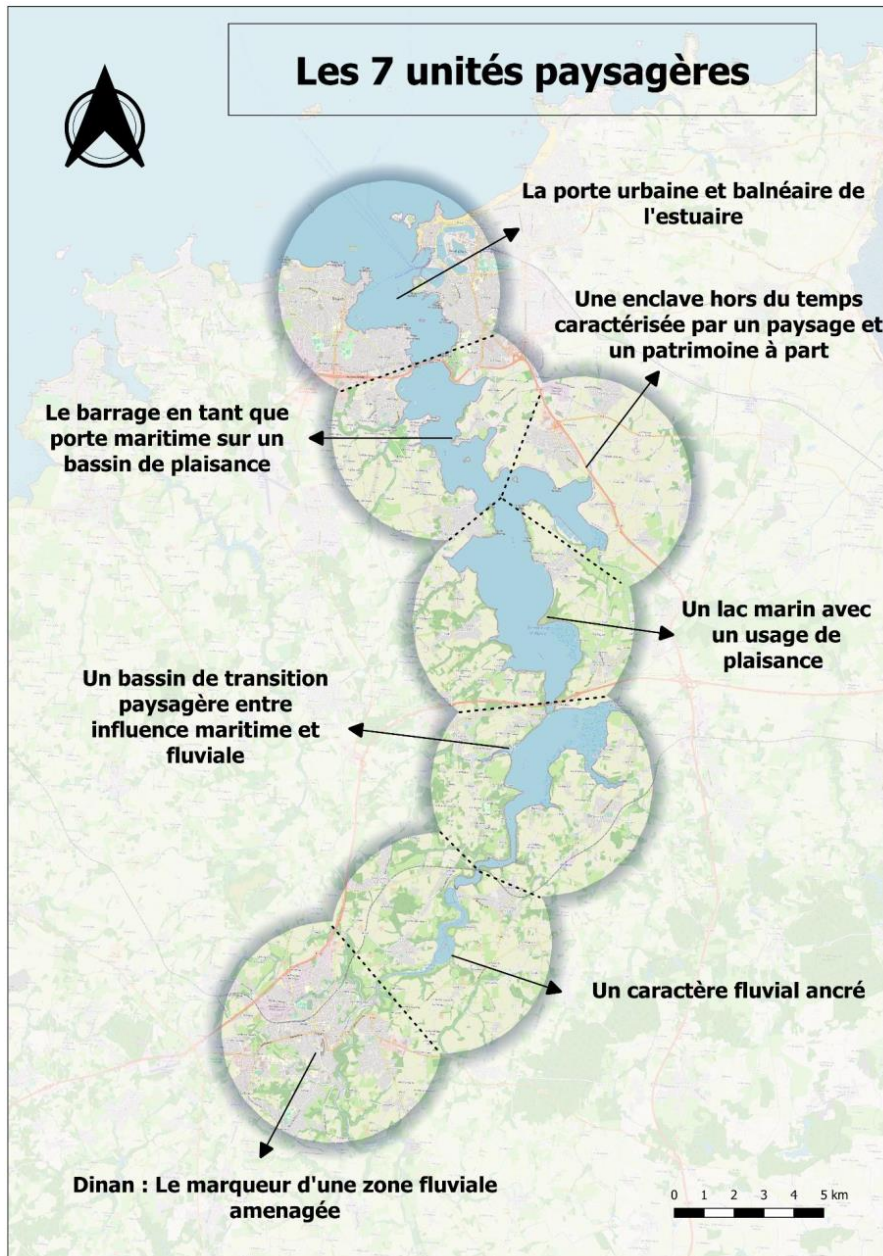 Les 7 unités paysagères
La porte urbaine et balnéaire de
l'estuaire
Une enclave hors du temps
caractérisée par un paysage et
un patrimoine à part
Le barrage en tant que
porte maritime sur un
bassin de plaisance
Un lac marin avec
un usage de
plaisance
Un bassin de transition
paysagère entre
influence maritime et
fluviale
Un caractère fluvial ancré
Dinan : Le marqueur d'une zone fluviale
amenagée
0 1 2 3 4 5 km